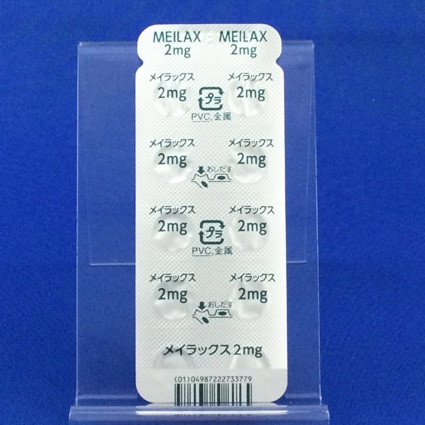 MEILAX MEILAX
2mg 2mg
メイラックス メイラックス
2mg 2mg
プラ
PVC,金属
メイラックス メイラックス
2mg 2mg
おしだす
メイラックス メイラックス
2mg 2mg
プラ
PVC,金属
メイラックス メイラックス
2mg 2mg
おしだす
メイラックス2mg
(01)04987222733779